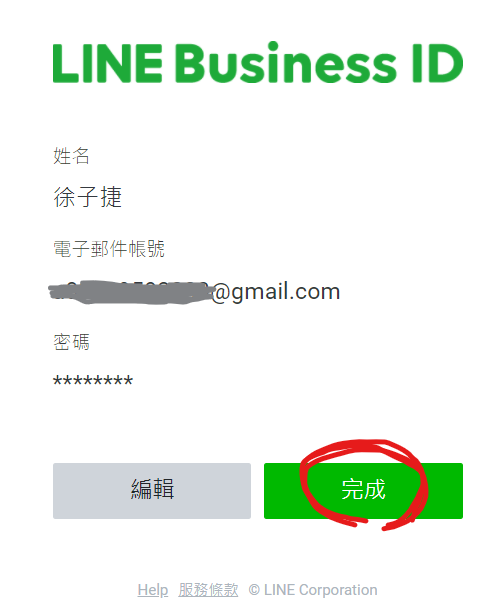 LINE Business ID
姓名
徐子捷
電子郵件帳號
@gmail.com
密碼
********
編輯 完成
Help 服務條款 © LINE Corporation